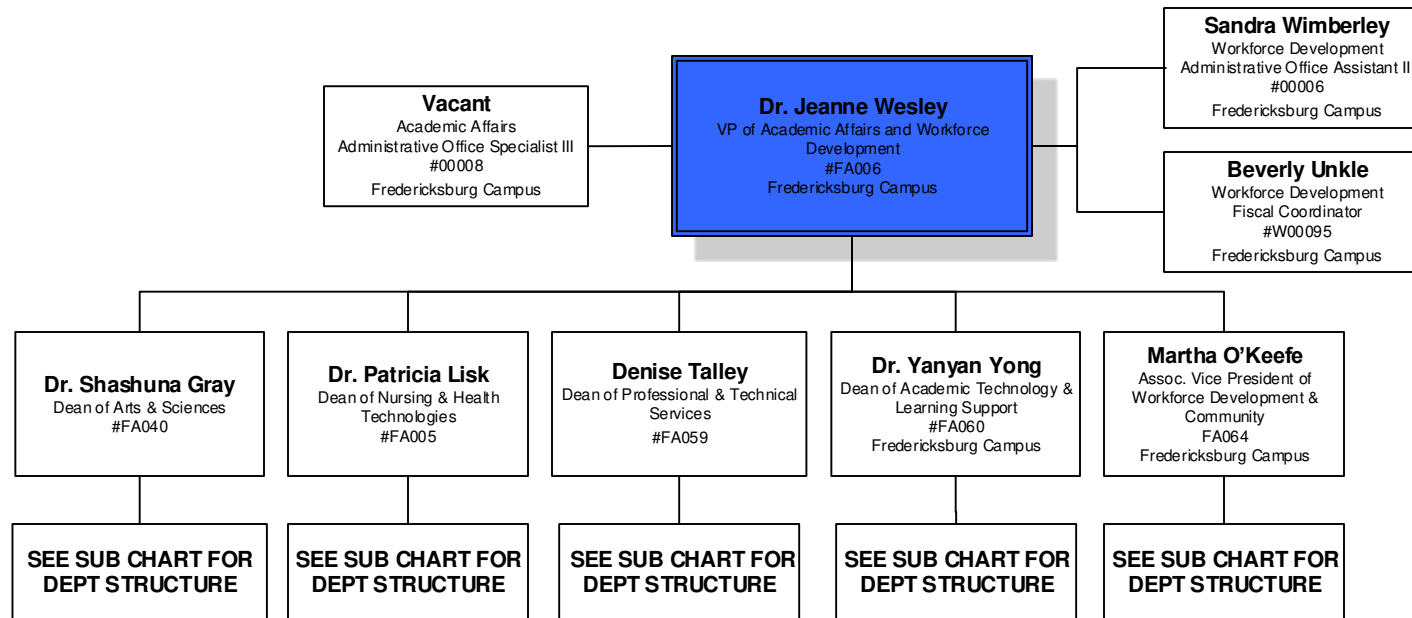 Vacant
Academic Affairs
Administrative Office Specialist III
#00008
Fredericksburg Campus
Dr. Jeanne Wesley
VP of Academic Affairs and Workforce
Development
#FA006
Fredericksburg Campus
Sandra Wimberley
Workforce Development
Administrative Office Assistant II
#00006
Fredericksburg Campus
Beverly Unkle
Workforce Development
Fiscal Coordinator
#W00095
Fredericksburg Campus
Dr. Shashuna Gray
Dean of Arts & Sciences
#FA040
Dr. Patricia Lisk
Dean of Nursing & Health
Technologies
#FA005
Denise Talley
Dean of Professional & Technical
Services
#FA059
Dr. Yanyan Yong
Dean of Academic Technology &
Learning Support
#FA060
Fredericksburg Campus
Martha O’Keefe
Assoc. Vice President of
Workforce Development &
Community
FA064
Fredericksburg Campus
SEE SUB CHART FOR
DEPT STRUCTURE
SEE SUB CHART FOR
DEPT STRUCTURE
SEE SUB CHART FOR
DEPT STRUCTURE
SEE SUB CHART FOR
DEPT STRUCTURE
SEE SUB CHART FOR
DEPT STRUCTURE